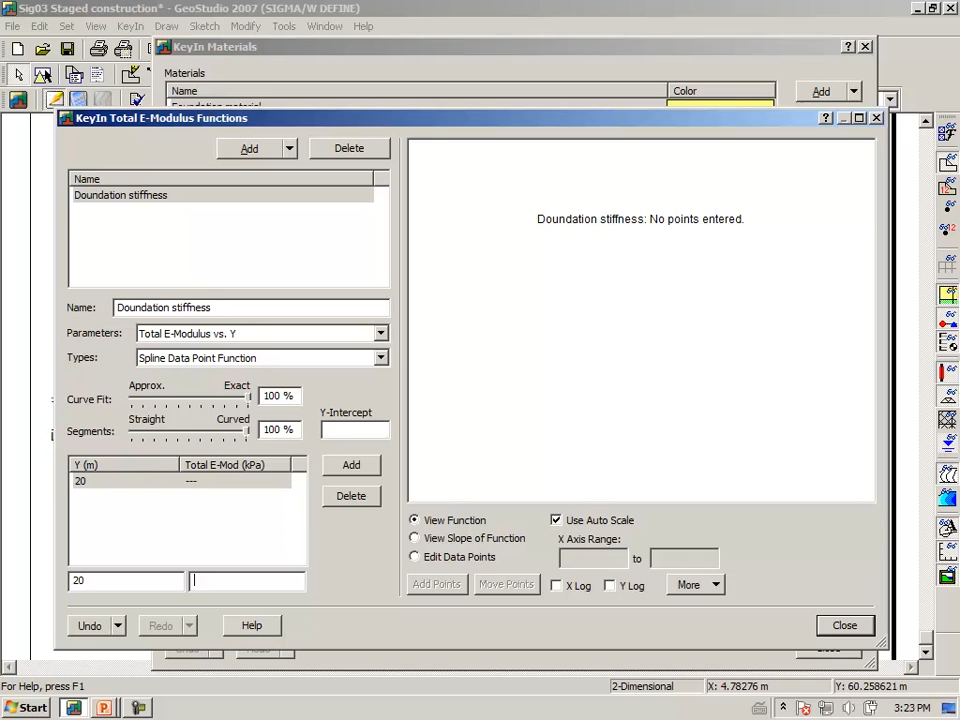 Sig03 Staged construction* - GeoStudio 2007 (SIGMA/W DEFINE)
File Edit Set View KeyIn Draw Sketch Modify Tools Window Help
KeyIn Materials
Materials
Name Color
Add
Foundation material
KeyIn Total E-Modulus Functions
Add Delete
Name
Doundation stiffness
Doundation stiffness: No points entered.
Name: Doundation stiffness
Parameters: Total E-Modulus vs. Y
Types: Spline Data Point Function
Approx. Exact
Curve Fit: 100 %
Straight Curved
Segments: 100 %
Y-Intercept
Y (m) Total E-Mod (kPa)
20 ---
Add
Delete
20
View Function
View Slope of Function
Edit Data Points
Use Auto Scale
X Axis Range:
to
Add Points Move Points
X Log Y Log
More
Undo Redo Help Close
For Help, press F1
2-Dimensional X: 4.78276 m Y: 60.258621 m
Start
3:23 PM